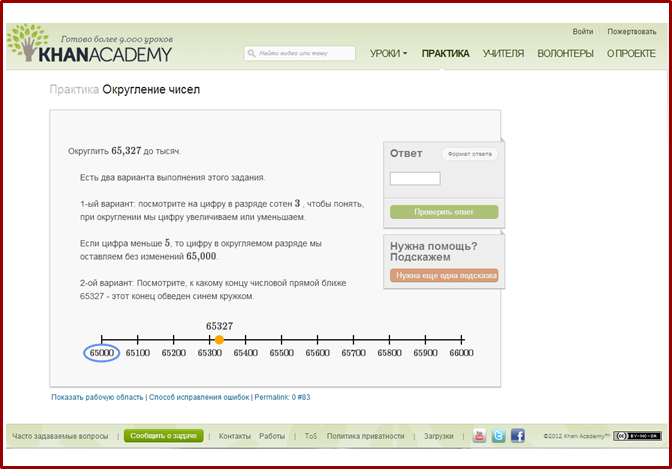 Войти | Пожертвовать
Готово более 9.000 уроков
KHANACADEMY
Найти видео или тему
УРОКИ ПРАКТИКА УЧИТЕЛЯ ВОЛОНТЕРЫ О ПРОЕКТЕ
Практика Округление чисел
Округлить 65,327 до тысяч.
Есть два варианта выполнения этого задания.
1-ый вариант: посмотрите на цифру в разряде сотен 3 , чтобы понять,
при округлении мы цифру увеличиваем или уменьшаем.
Если цифра меньше 5, то цифру в округляемом разряде мы
оставляем без изменений 65,000.
2-ой вариант: Посмотрите, к какому концу числовой прямой ближе
65327 - этот конец обведен синем кружком.
65327
65000 65100 65200 65300 65400 65500 65600 65700 65800 65900 66000
Ответ Формат ответа
Проверить ответ
Нужна помощь?
Подскажем
Нужна еще одна подсказка
Показать рабочую область | Способ исправления ошибок | Permalink: 0 #83
Часто задаваемые вопросы | Сообщить о задаче | Контакты Работы | ToS Политика приватности | Загрузки | You Tube t f ©2012 Khan Academy™ cc BY-NC-SA